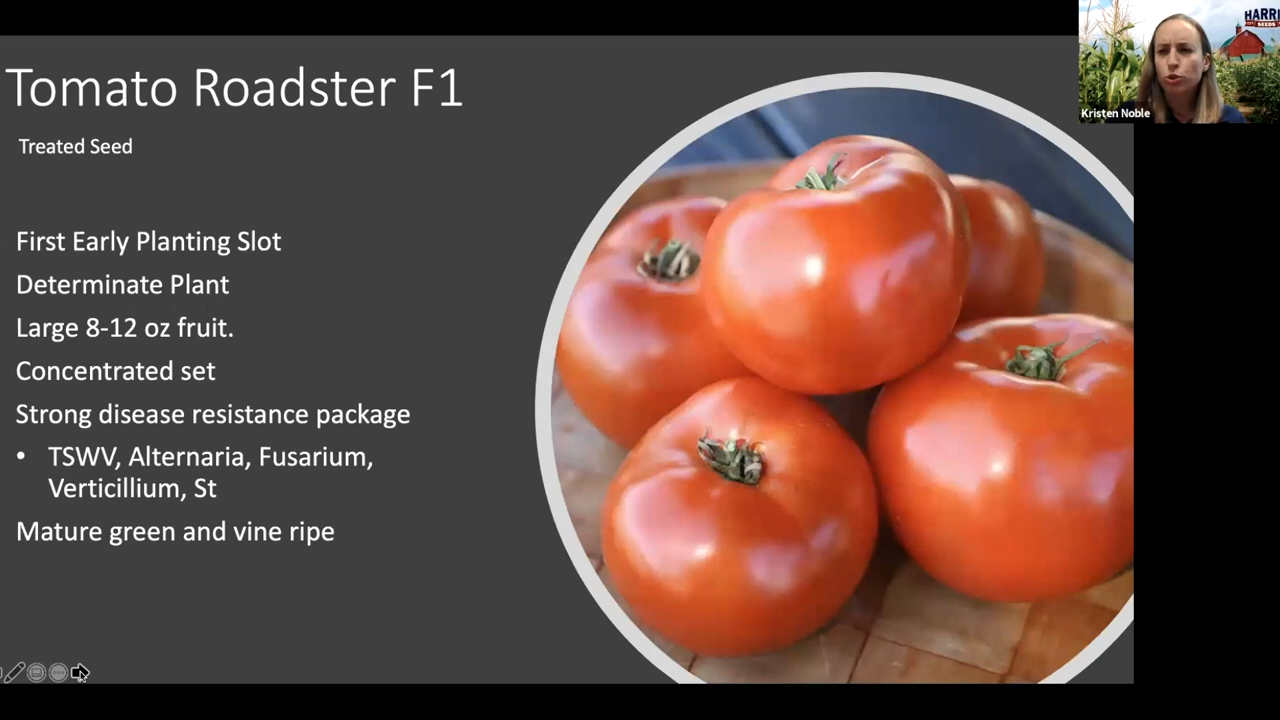 Tomato Roadster F1
Treated Seed
First Early Planting Slot
Determinate Plant
Large 8-12 oz fruit.
Concentrated set
Strong disease resistance package
• TSWV, Alternaria, Fusarium,
Verticillium, St
Mature green and vine ripe
SEEDS
Kristen Noble